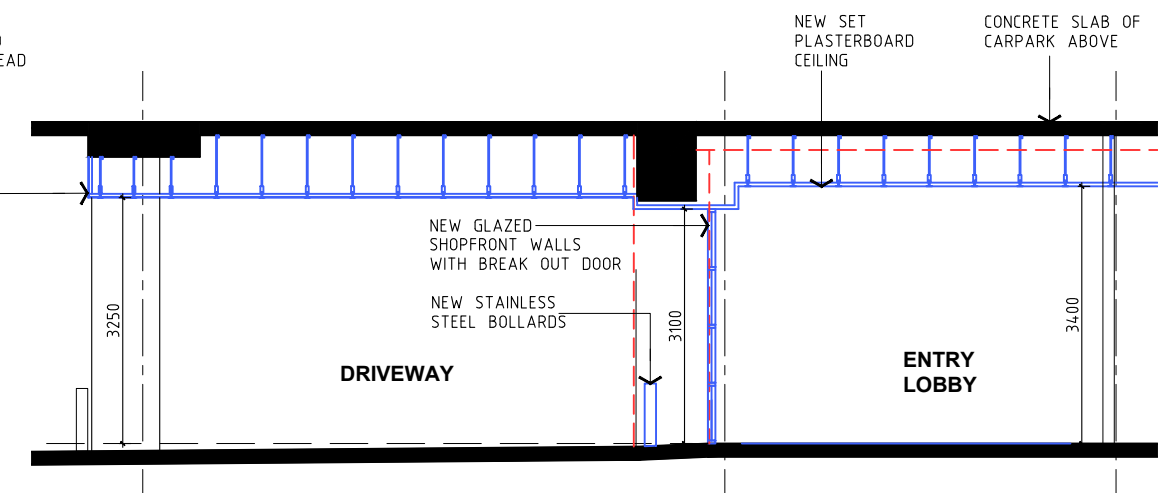 EAD
NEW SET
PLASTERBOARD
CEILING
CONCRETE SLAB OF
CARPARK ABOVE
NEW GLAZED
SHOPFRONT WALLS
WITH BREAK OUT DOOR
NEW STAINLESS
STEEL BOLLARDS
3250
3100
3400
DRIVEWAY
ENTRY
LOBBY